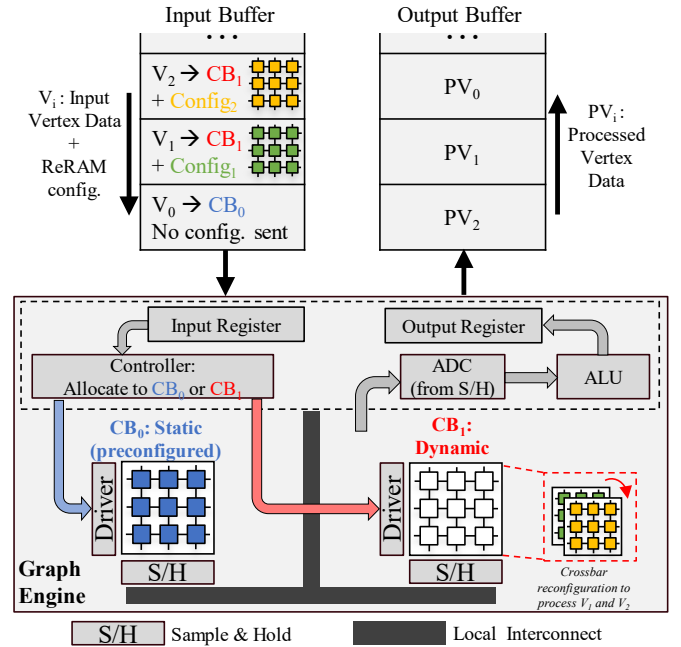 Input Buffer
Output Buffer
...
...
V2 → CB1
+ Config2
V1 → CB1
+ Config1
V0 → CB0
No config. sent
Vi : Input
Vertex Data
+
ReRAM
config.
PV0
PV1
PV2
PVi :
Processed
Vertex
Data
Input Register
Output Register
Controller:
Allocate to CB0 or CB1
ADC
(from S/H)
ALU
CB0: Static
(preconfigured)
CB1:
Dynamic
Driver
S/H
Driver
S/H
Crossbar
reconfiguration to
process V1 and V2
Graph
Engine
S/H
Sample & Hold
Local Interconnect